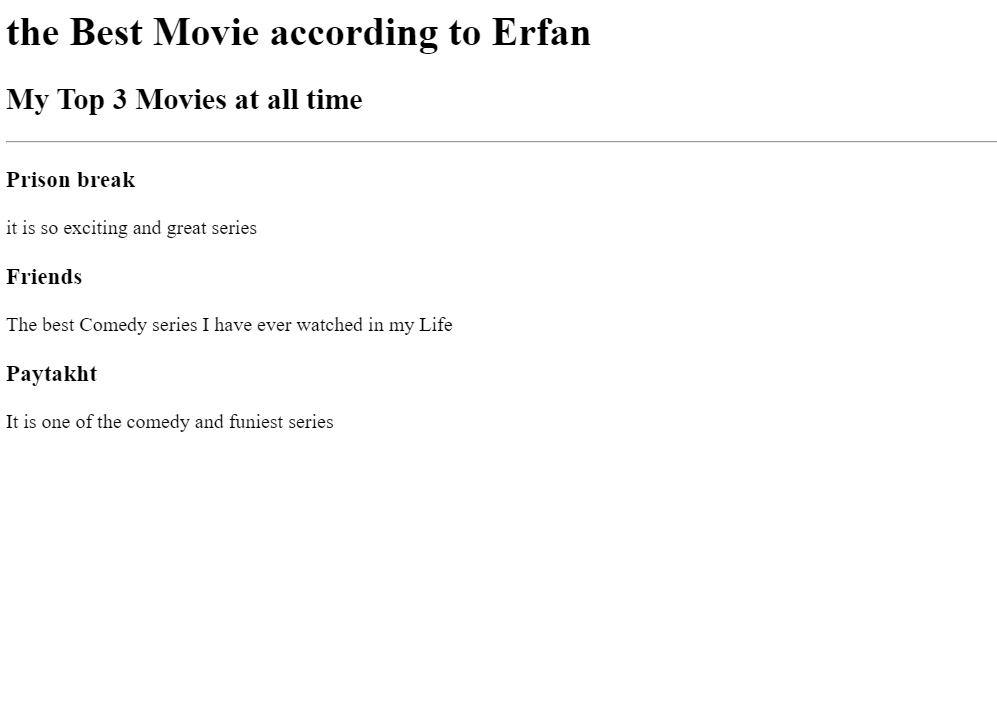 the Best Movie according to Erfan
My Top 3 Movies at all time
Prison break
it is so exciting and great series
Friends
The best Comedy series I have ever watched in my Life
Paytakht
It is one of the comedy and funiest series